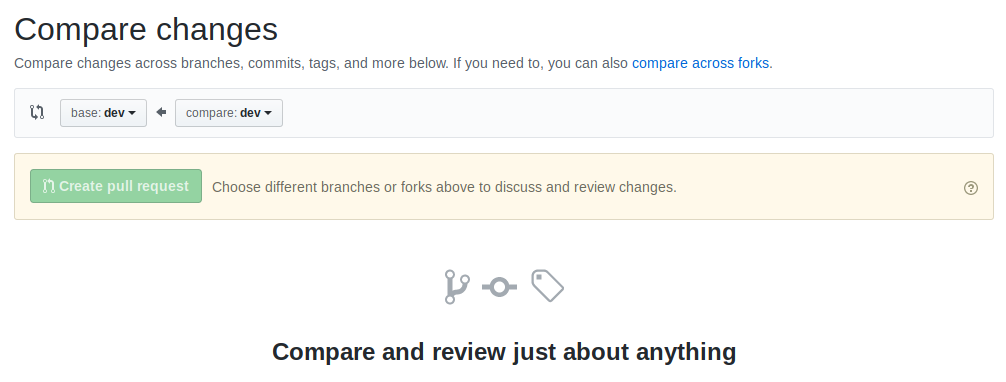 Compare changes
Compare changes across branches, commits, tags, and more below. If you need to, you can also compare across forks.
base: dev compare: dev
Create pull request Choose different branches or forks above to discuss and review changes.
Compare and review just about anything